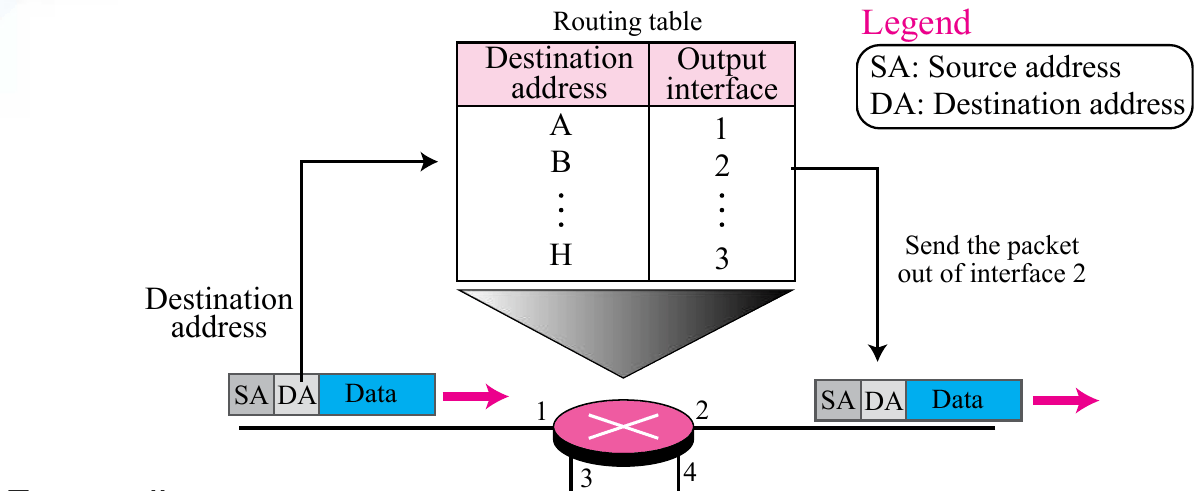 Routing table
Legend
SA: Source address
DA: Destination address
Destination address
Output interface
A
1
B
2
H
3
Send the packet
out of interface 2
Destination
address
SA DA Data
SA DA Data
1
2
3
4